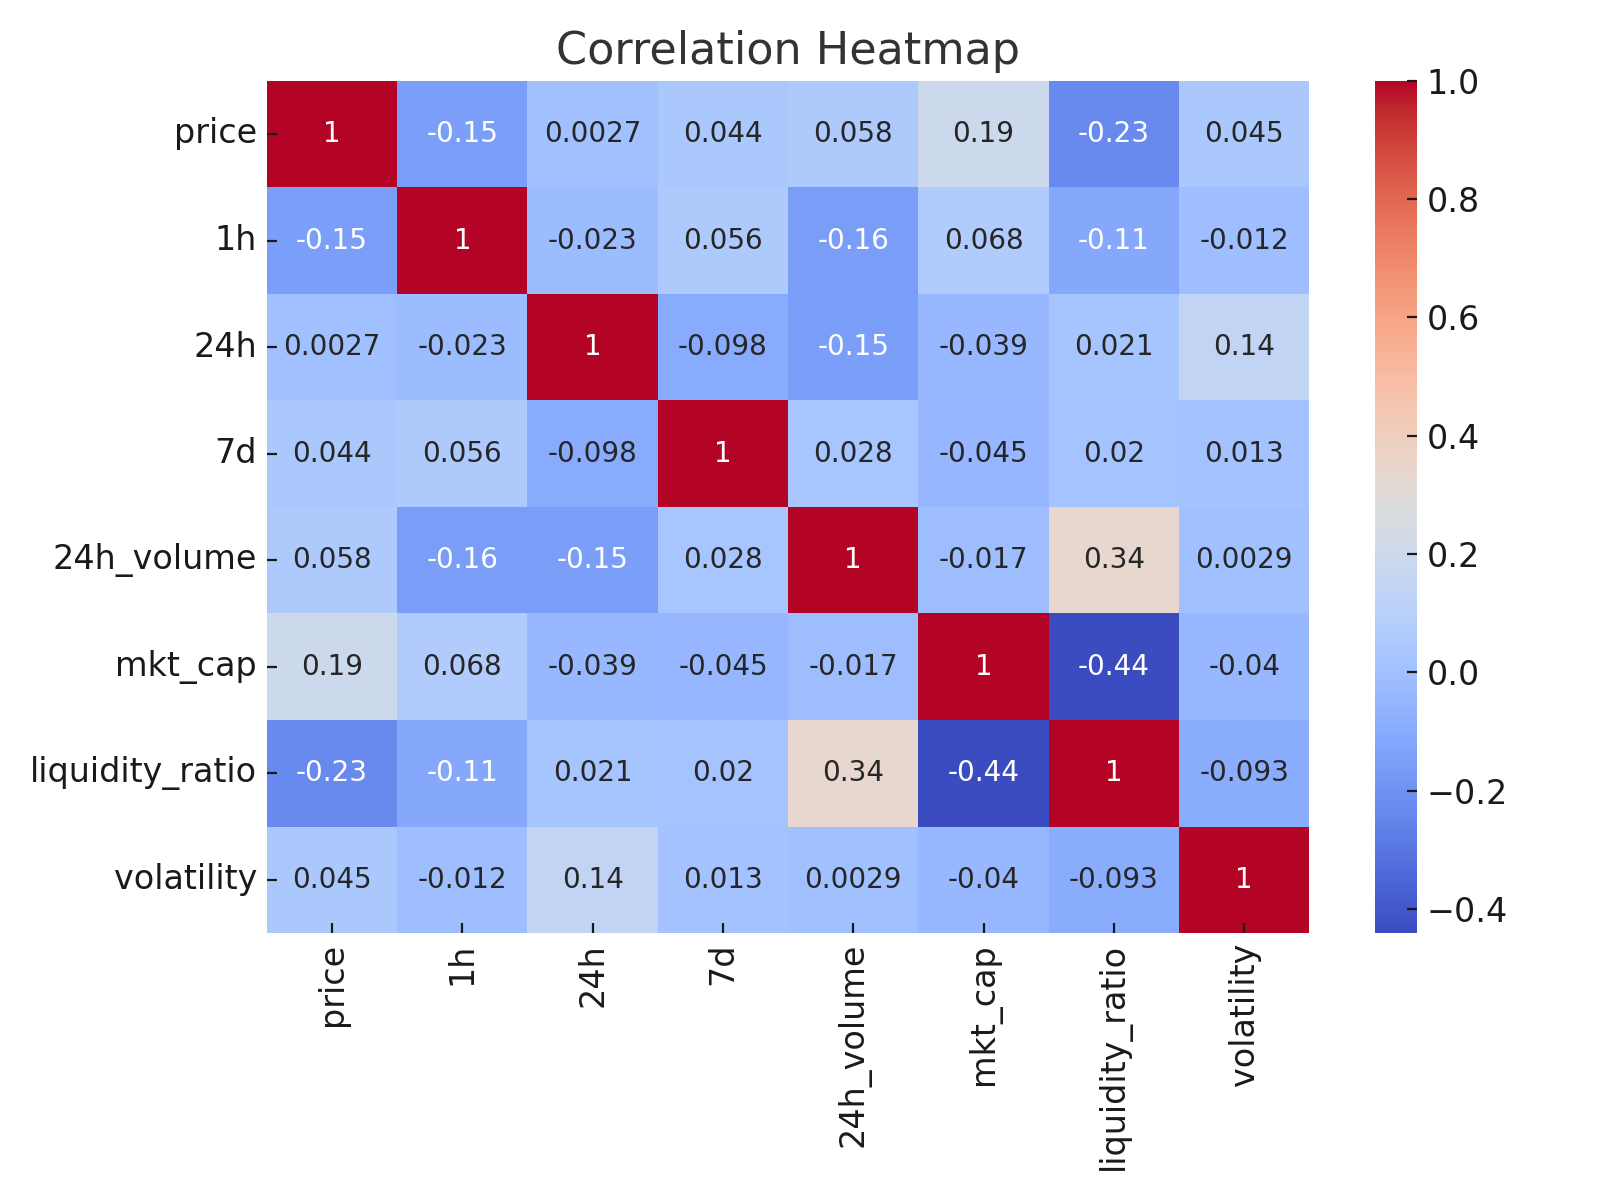 Correlation Heatmap
price 1 -0.15 0.0027 0.044 0.058 0.19 -0.23 0.045
1h -0.15 1 -0.023 0.056 -0.16 0.068 -0.11 -0.012
24h 0.0027 -0.023 1 -0.098 -0.15 -0.039 0.021 0.14
7d 0.044 0.056 -0.098 1 0.028 -0.045 0.02 0.013
24h_volume 0.058 -0.16 -0.15 0.028 1 -0.017 0.34 0.0029
mkt_cap 0.19 0.068 -0.039 -0.045 -0.017 1 -0.44 -0.04
liquidity_ratio -0.23 -0.11 0.021 0.02 0.34 -0.44 1 -0.093
volatility 0.045 -0.012 0.14 0.013 0.0029 -0.04 -0.093 1
price 1h 24h 7d 24h_volume mkt_cap liquidity_ratio volatility
1.0
0.8
0.6
0.4
0.2
0.0
−0.2
−0.4